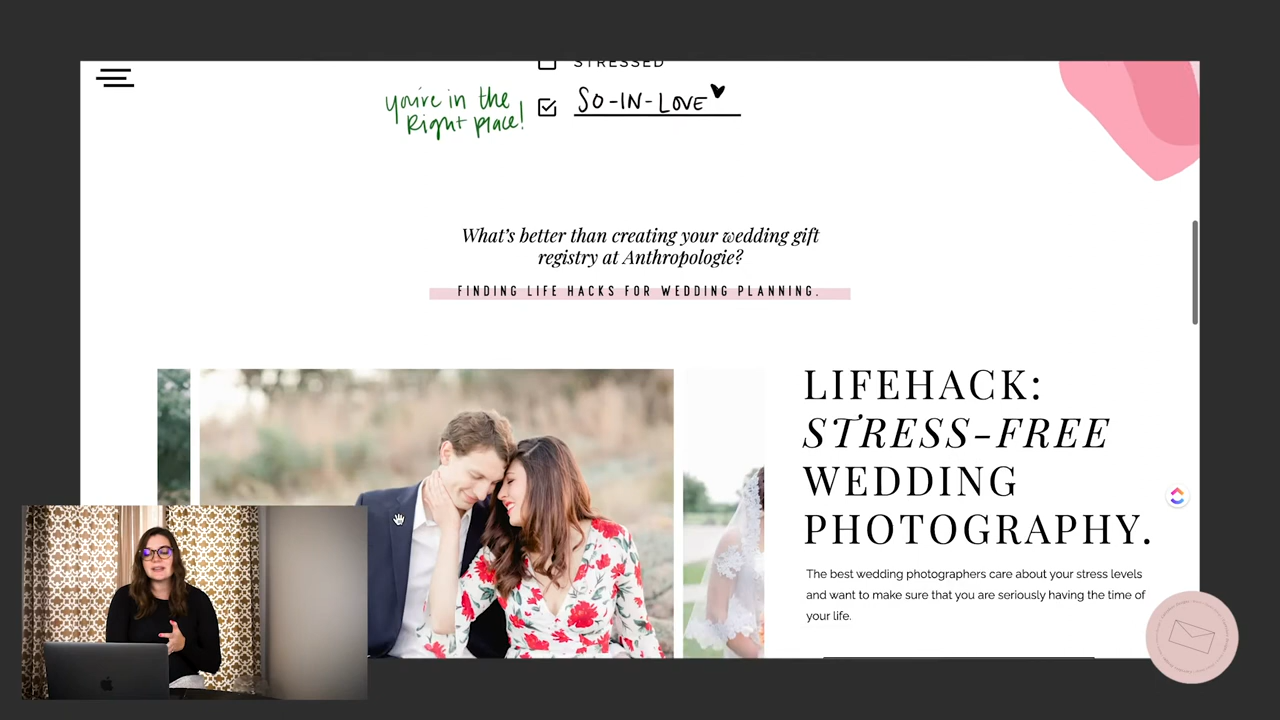 STRESSED
you're in the
Right place!
SO-IN-LOVE
What's better than creating your wedding gift
registry at Anthropologie?
FINDING LIFE HACKS FOR WEDDING PLANNING.
LIFEHACK:
STRESS-FREE
WEDDING
PHOTOGRAPHY.
The best wedding photographers care about your stress levels
and want to make sure that you are seriously having the time of
your life.